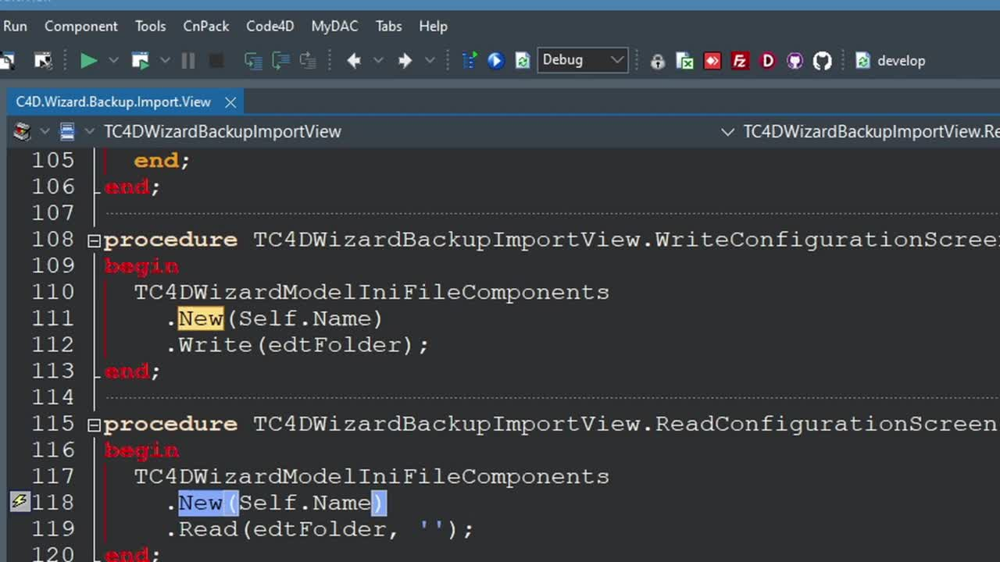 Run Component Tools CnPack Code4D MyDAC Tabs Help
Debug Fz D develop
C4D.Wizard.Backup.Import.View
TC4DWizardBackupImportView TC4DWizardBackupImportView.Re
105 end;
106 end;
107
108 procedure TC4DWizardBackupImportView.WriteConfigurationScreen
109 begin
110 TC4DWizardModelIniFileComponents
111 .New(Self.Name)
112 .Write(edtFolder);
113 end;
114
115 procedure TC4DWizardBackupImportView.ReadConfigurationScreen
116 begin
117 TC4DWizardModelIniFileComponents
118 .New(Self.Name)
119 .Read(edtFolder, '');
120 end;